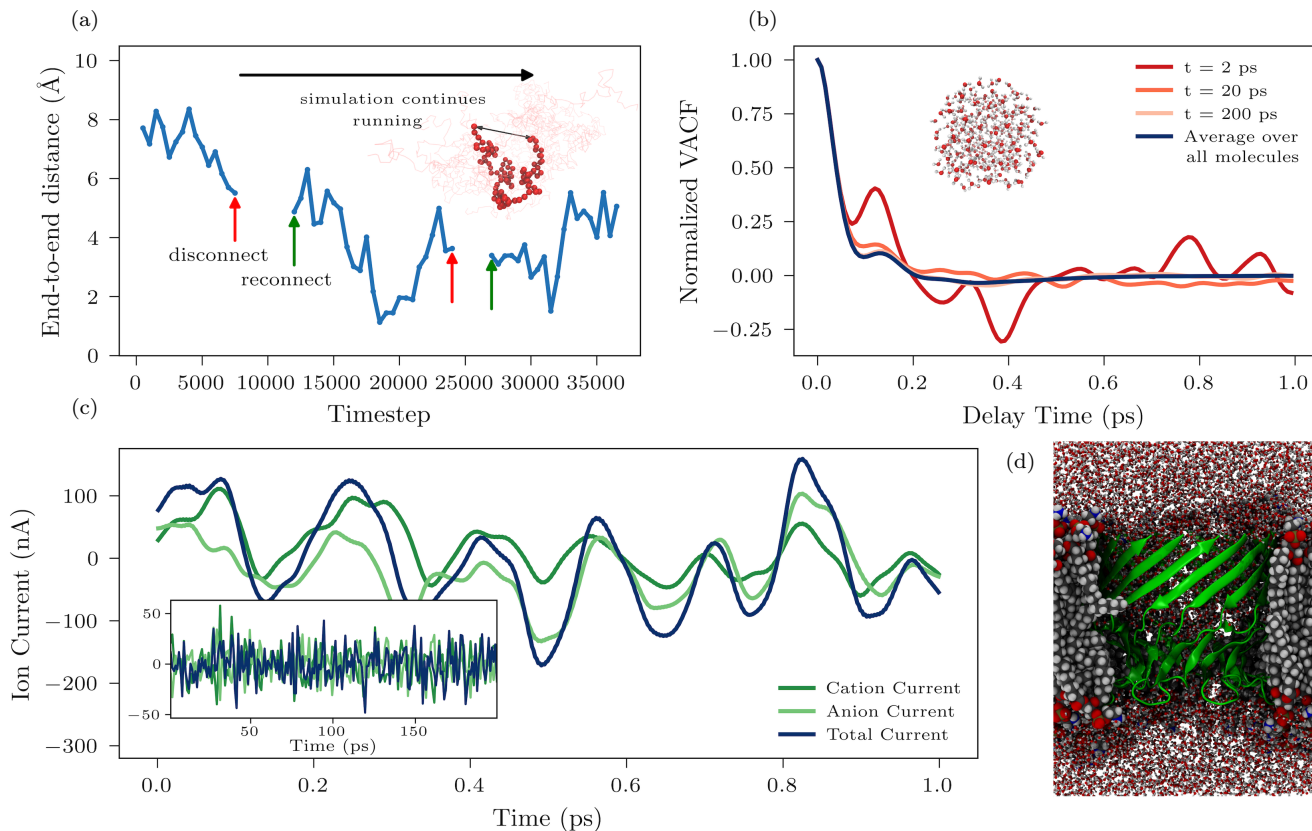 (a)
End-to-end distance (Å)
10
8
6
4
2
0
simulation continues
running
disconnect
reconnect
0 5000 10000 15000 20000 25000 30000 35000
Timestep
(b)
Normalized VACF
1.00
0.75
0.50
0.25
0.00
−0.25
t = 2 ps
t = 20 ps
t = 200 ps
Average over
all molecules
0.0 0.2 0.4 0.6 0.8 1.0
Delay Time (ps)
(c)
Ion Current (nA)
100
0
−100
−200
−300
50
0
−50
50 100 150
Time (ps)
Cation Current
Anion Current
Total Current
0.0 0.2 0.4 0.6 0.8 1.0
Time (ps)
(d)